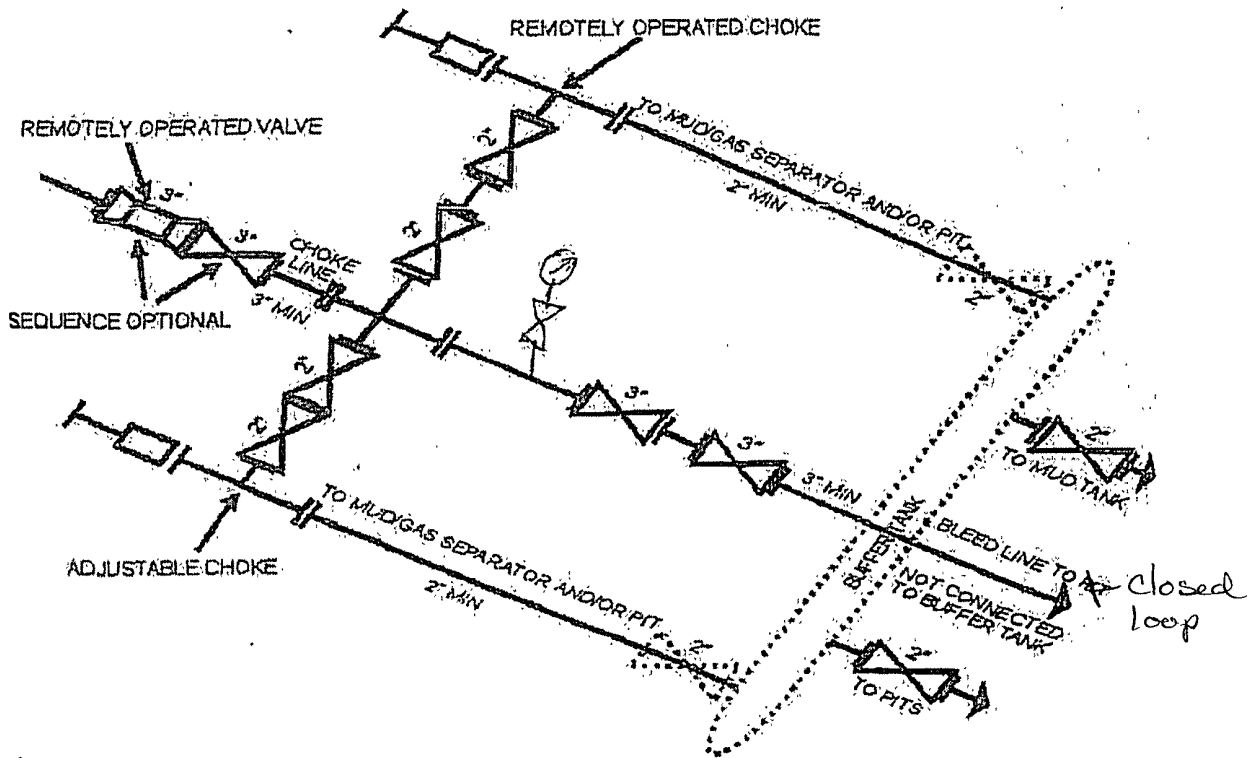 REMOTELY OPERATED CHOKE
REMOTELY OPERATED VALVE
TO MUD/GAS SEPARATOR AND/OR PIT
2" MIN
2"
2"
2"
3"
3"
CHOKE
LINE
3" MIN.
SEQUENCE OPTIONAL
2"
2"
3"
3"
3" MIN
2"
TO MUD TANK
BUFFER TANK
BLEED LINE TO
closed
loop
NOT CONNECTED
TO BUFFER TANK
TO MUD/GAS SEPARATOR AND/OR PIT
2" MIN
2"
ADJUSTABLE CHOKE
2"
TO PITS